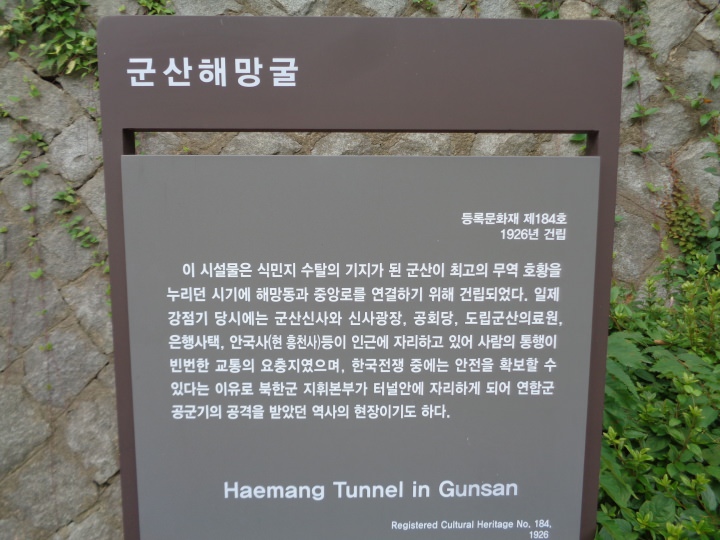 군산해망굴
등록문화재 제184호
1926년 건립
이 시설물은 식민지 수탈의 기지가 된 군산이 최고의 무역 호황을
누리던 시기에 해망동과 중앙로를 연결하기 위해 건립되었다. 일제
강점기 당시에는 군산신사와 신사광장, 공회당, 도립군산의료원,
은행사택, 안국사(현 흥천사)등이 인근에 자리하고 있어 사람의 통행이
빈번한 교통의 요충지였으며, 한국전쟁 중에는 안전을 확보할 수
있다는 이유로 북한군 지휘본부가 터널안에 자리하게 되어 연합군
공군기의 공격을 받았던 역사의 현장이기도 하다.
Haemang Tunnel in Gunsan
Registered Cultural Heritage No. 184,
1926